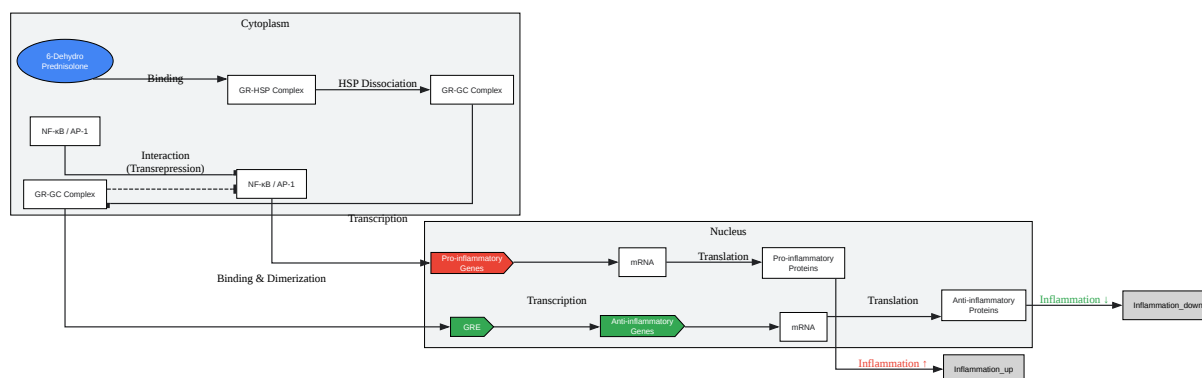 Cytoplasm
6-Dehydro
Prednisolone
Binding
GR-HSP Complex
HSP Dissociation
GR-GC Complex
NF-κB / AP-1
Interaction
(Transrepression)
NF-κB / AP-1
GR-GC Complex
Transcription
Nucleus
Pro-inflammatory
Genes
mRNA
Translation
Pro-inflammatory
Proteins
Binding & Dimerization
Transcription
Translation
Anti-inflammatory
Proteins
Inflammation ↓
Inflammation_down
GRE
Anti-inflammatory
Genes
mRNA
Inflammation ↑
Inflammation_up